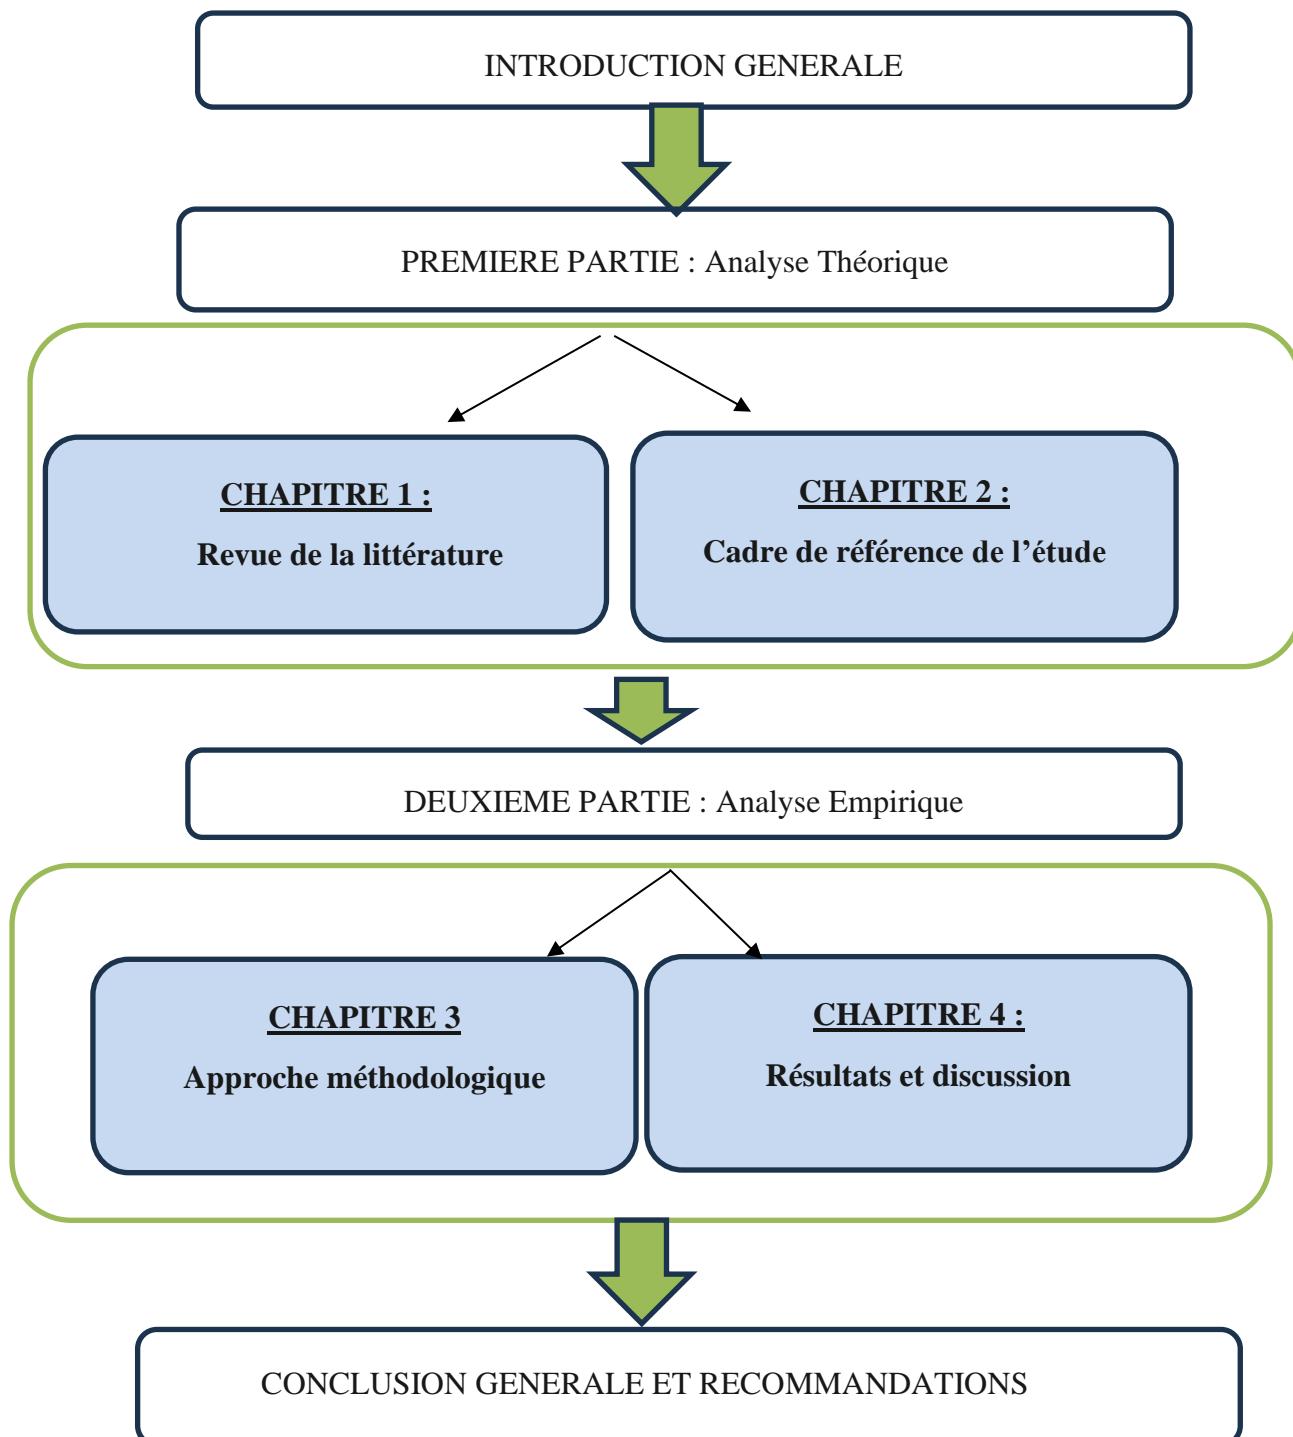 INTRODUCTION GENERALE
PREMIERE PARTIE : Analyse Théorique
CHAPITRE 1 :
Revue de la littérature
CHAPITRE 2 :
Cadre de référence de l’étude
DEUXIEME PARTIE : Analyse Empirique
CHAPITRE 3
Approche méthodologique
CHAPITRE 4 :
Résultats et discussion
CONCLUSION GENERALE ET RECOMMANDATIONS